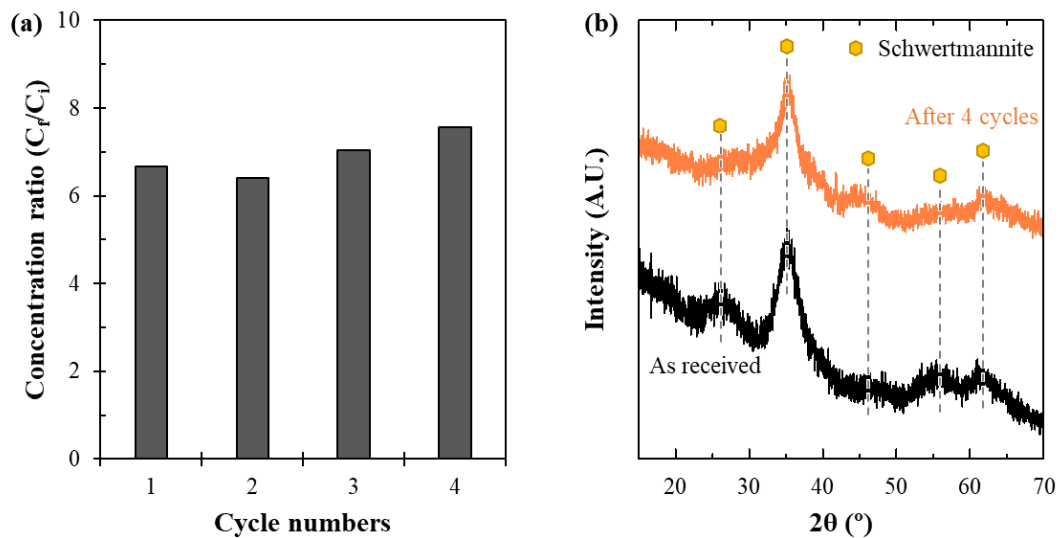 (a)
Concentration ratio (Cf/Ci)
10
8
6
4
2
0
1 2 3 4
Cycle numbers
(b)
Intensity (A.U.)
Schwertmannite
After 4 cycles
As received
20 30 40 50 60 70
2θ (º)